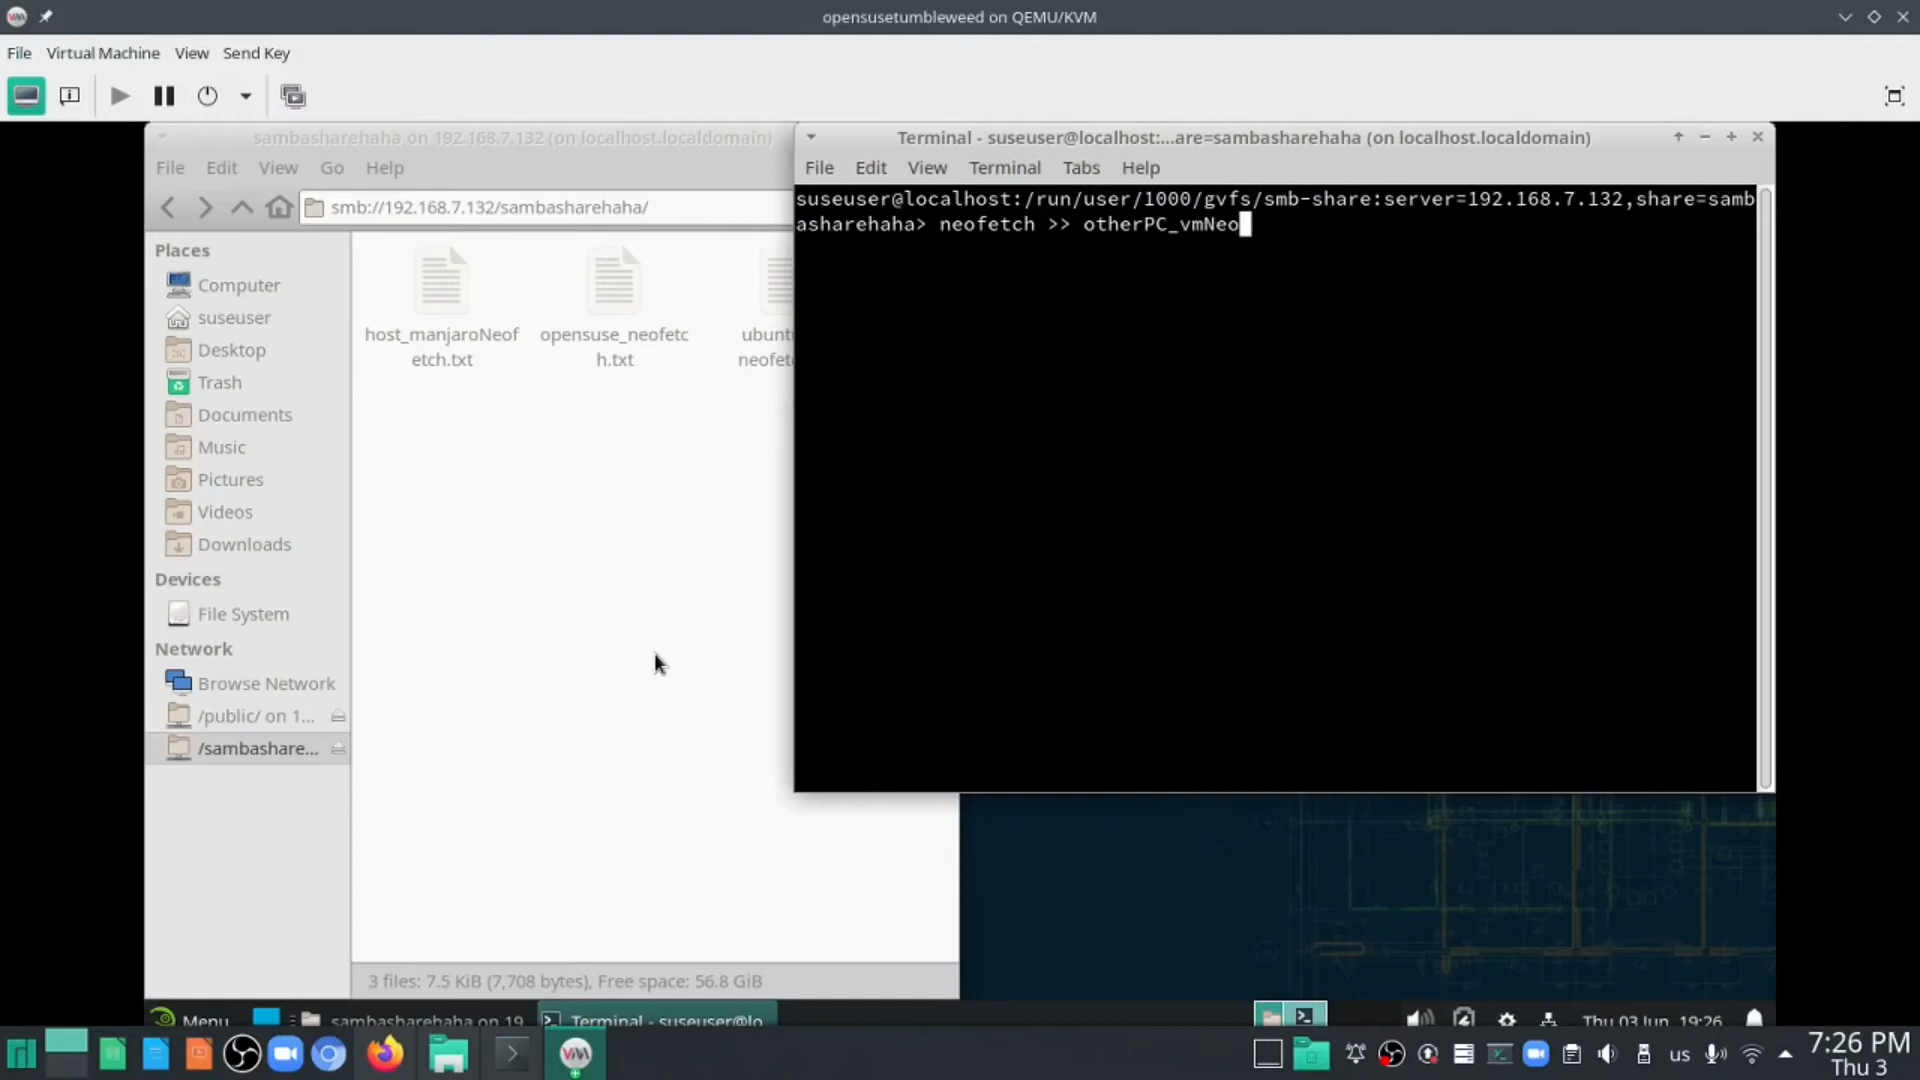 opensusetumbleweed on QEMU/KVM
File Virtual Machine View Send Key
sambasharehaha on 192.168.7.132 (on localhost.localdomain)
File Edit View Go Help
smb://192.168.7.132/sambasharehaha/
Places
Computer
suseuser
Desktop
Trash
Documents
Music
Pictures
Videos
Downloads
Devices
File System
Network
Browse Network
/public/ on 1...
/sambashare...
host_manjaroNeof
etch.txt
opensuse_neofetc
h.txt
ubunt
neofet
3 files: 7.5 KiB (7,708 bytes), Free space: 56.8 GiB
Terminal - suseuser@localhost:...are=sambasharehaha (on localhost.localdomain)
File Edit View Terminal Tabs Help
suseuser@localhost:/run/user/1000/gvfs/smb-share:server=192.168.7.132,share=samb
asharehaha> neofetch >> otherPC_vmNeo
Menu
sambasharehaha on 19
Terminal - suseuser@lo
Thu 03 Jun, 19:26
us
7:26 PM
Thu 3